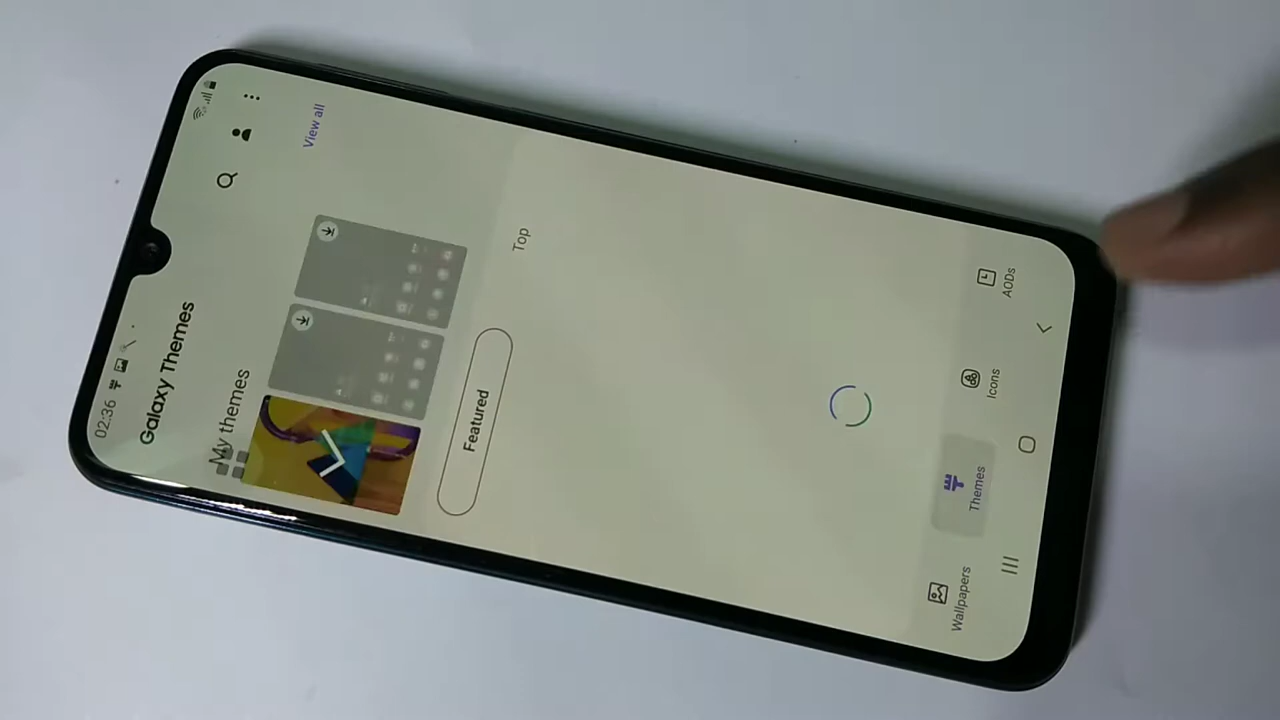 02:36
Galaxy Themes
My themes
View all
Featured
Top
Wallpapers
Themes
Icons
AODs